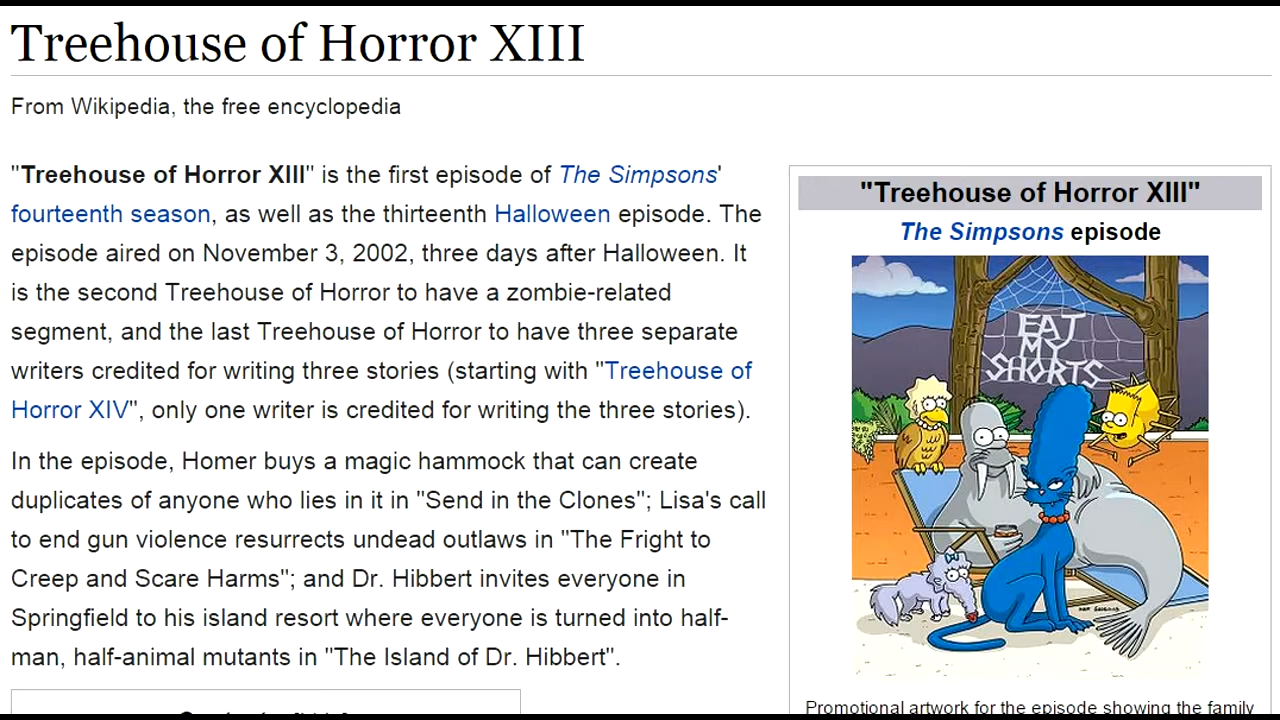 Treehouse of Horror XIII
From Wikipedia, the free encyclopedia
"Treehouse of Horror XIII" is the first episode of The Simpsons'
fourteenth season, as well as the thirteenth Halloween episode. The
episode aired on November 3, 2002, three days after Halloween. It
is the second Treehouse of Horror to have a zombie-related
segment, and the last Treehouse of Horror to have three separate
writers credited for writing three stories (starting with "Treehouse of
Horror XIV", only one writer is credited for writing the three stories).
In the episode, Homer buys a magic hammock that can create
duplicates of anyone who lies in it in "Send in the Clones"; Lisa's call
to end gun violence resurrects undead outlaws in "The Fright to
Creep and Scare Harms"; and Dr. Hibbert invites everyone in
Springfield to his island resort where everyone is turned into half-
man, half-animal mutants in "The Island of Dr. Hibbert".
"Treehouse of Horror XIII"
The Simpsons episode
EAT
MY
SHORTS
Promotional artwork for the episode showing the family